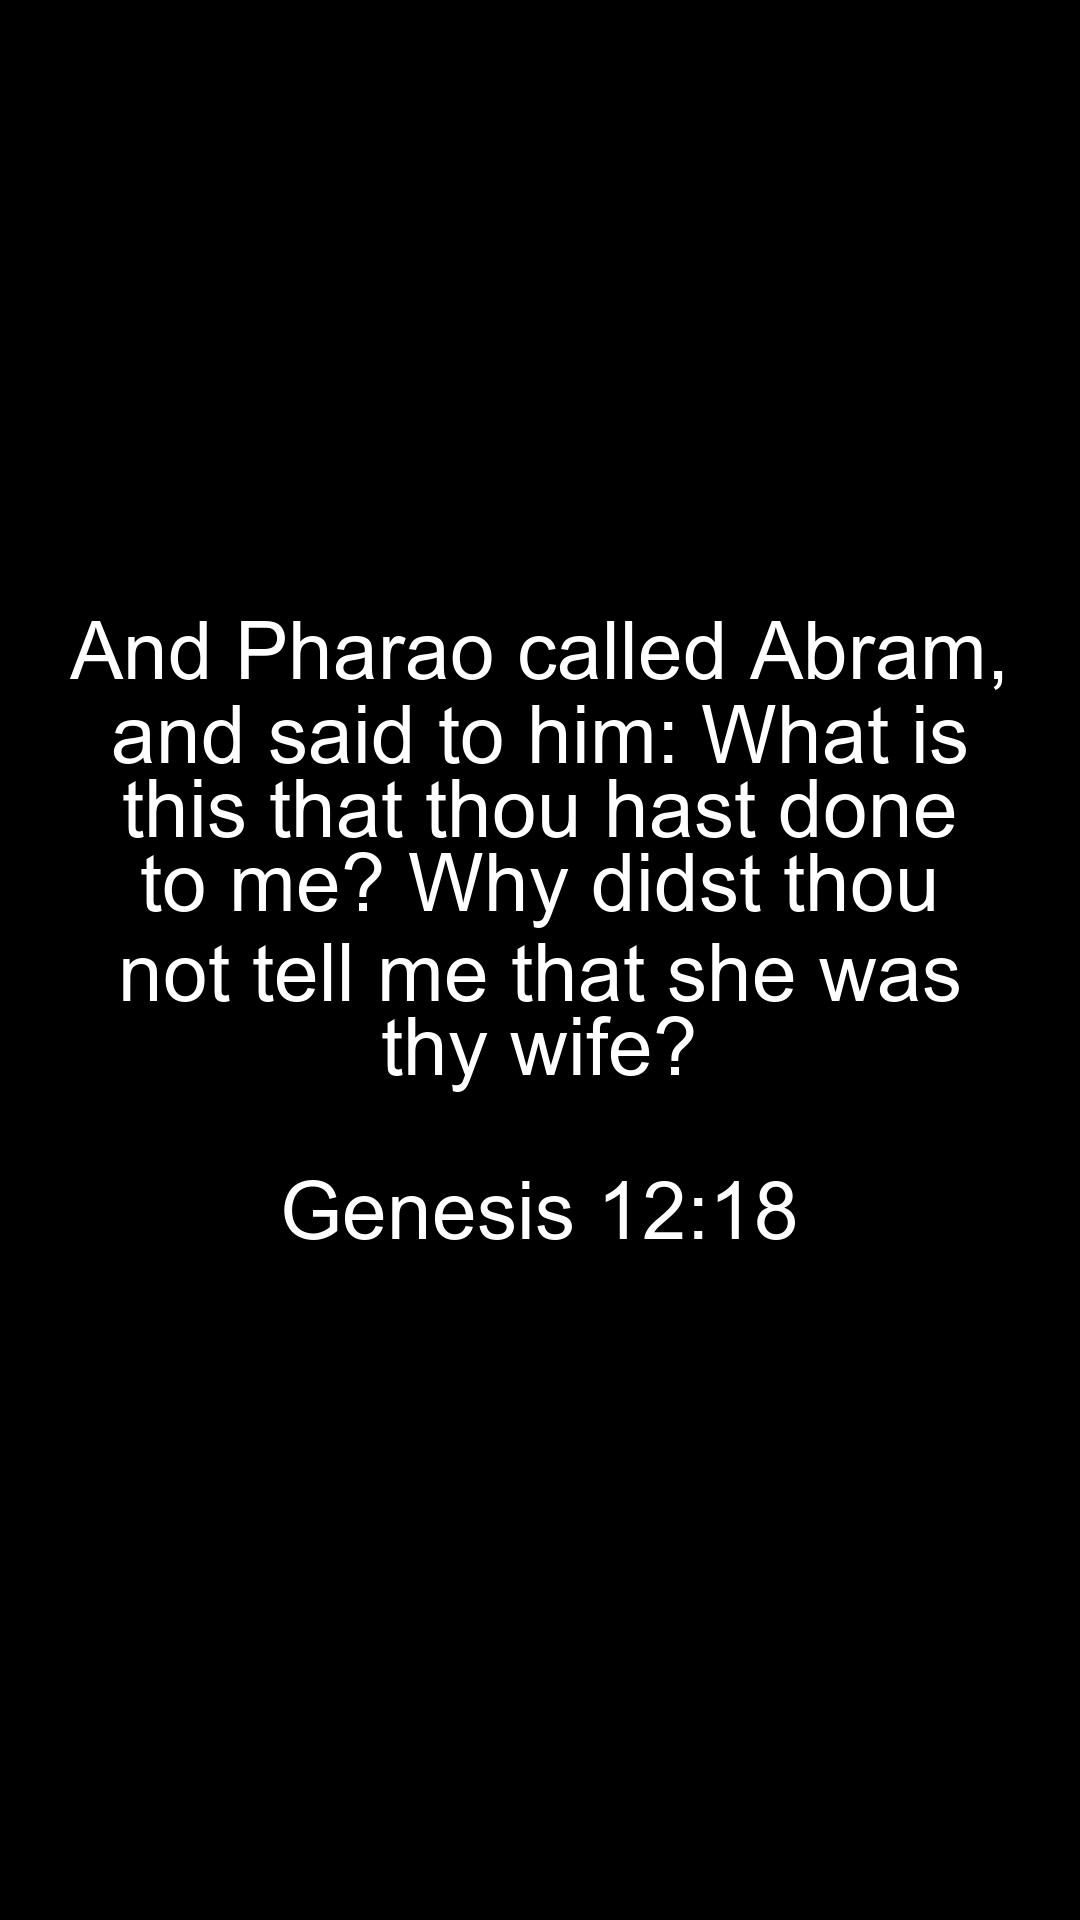 And Pharao called Abram,
and said to him: What is
this that thou hast done
to me? Why didst thou
not tell me that she was
thy wife?
Genesis 12:18